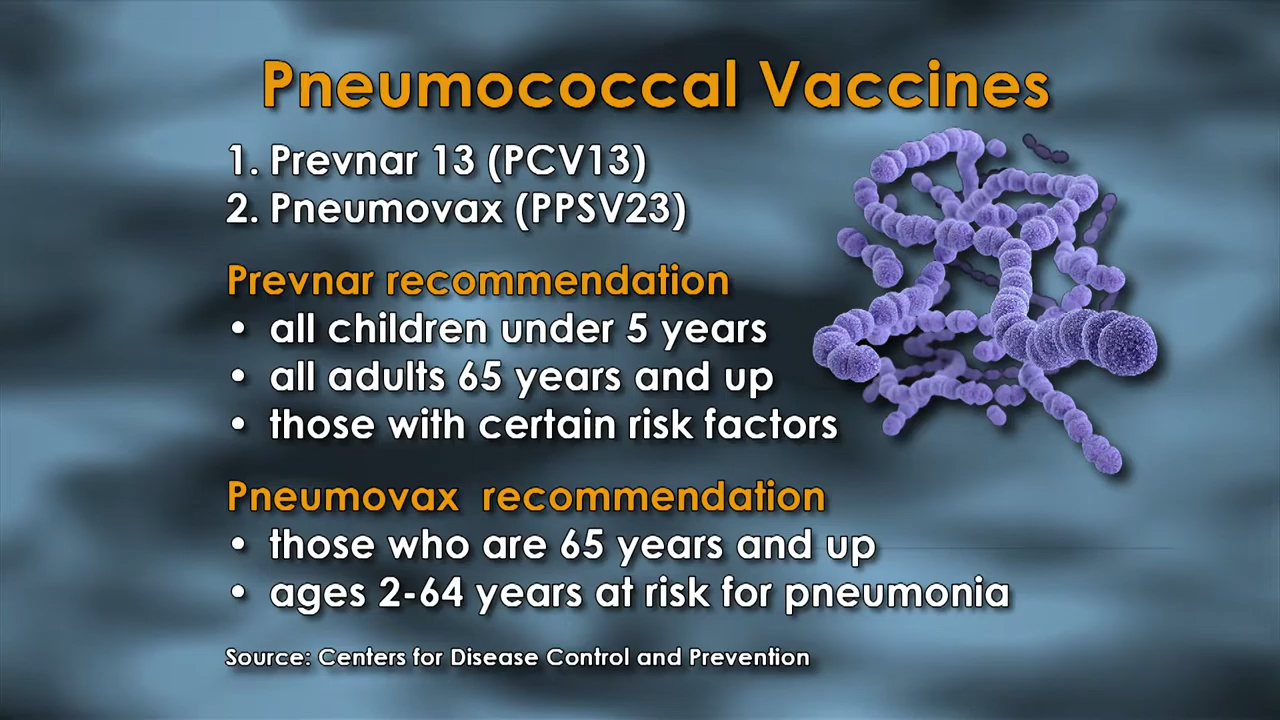 Pneumococcal Vaccines
1. Prevnar 13 (PCV13)
2. Pneumovax (PPSV23)
Prevnar recommendation
• all children under 5 years
• all adults 65 years and up
• those with certain risk factors
Pneumovax recommendation
• those who are 65 years and up
• ages 2-64 years at risk for pneumonia
Source: Centers for Disease Control and Prevention